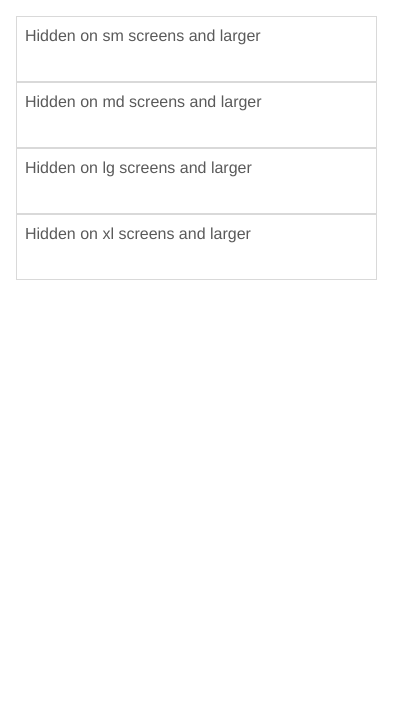 Hidden on sm screens and larger
Hidden on md screens and larger
Hidden on lg screens and larger
Hidden on xl screens and larger